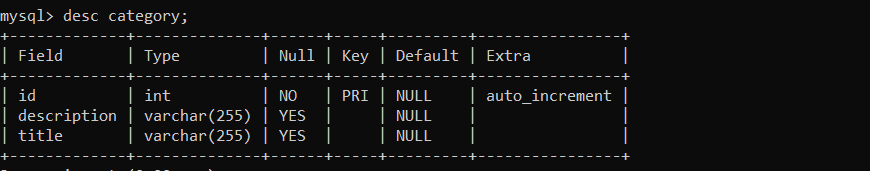 mysql> desc category;
+-------------+--------------+------+-----+---------+----------------+
| Field       | Type         | Null | Key | Default | Extra          |
+-------------+--------------+------+-----+---------+----------------+
| id          | int          | NO   | PRI | NULL    | auto_increment |
| description | varchar(255) | YES  |     | NULL    |                |
| title       | varchar(255) | YES  |     | NULL    |                |
+-------------+--------------+------+-----+---------+----------------+